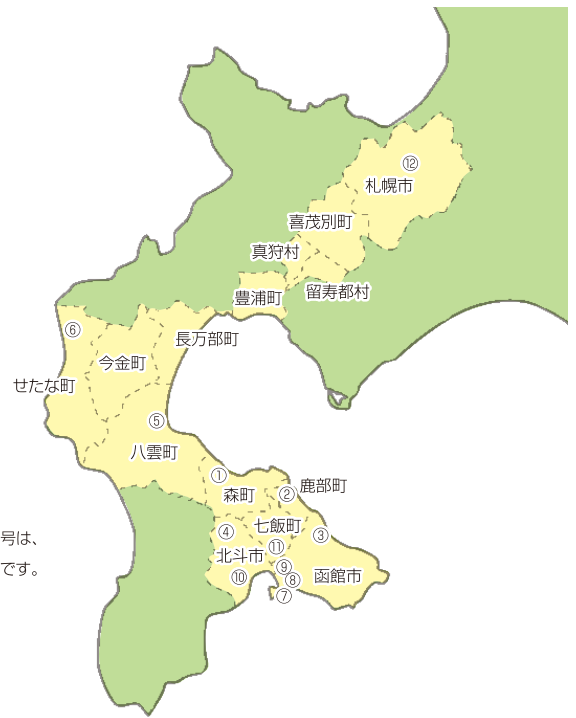 ⑫
札幌市
喜茂別町
真狩村
留寿都村
豊浦町
⑥
長万部町
今金町
せたな町
⑤
八雲町
①
森町
②
鹿部町
④
七飯町
③
号は、
北斗市
⑪
⑨
です。
⑩
⑧
函館市
⑦